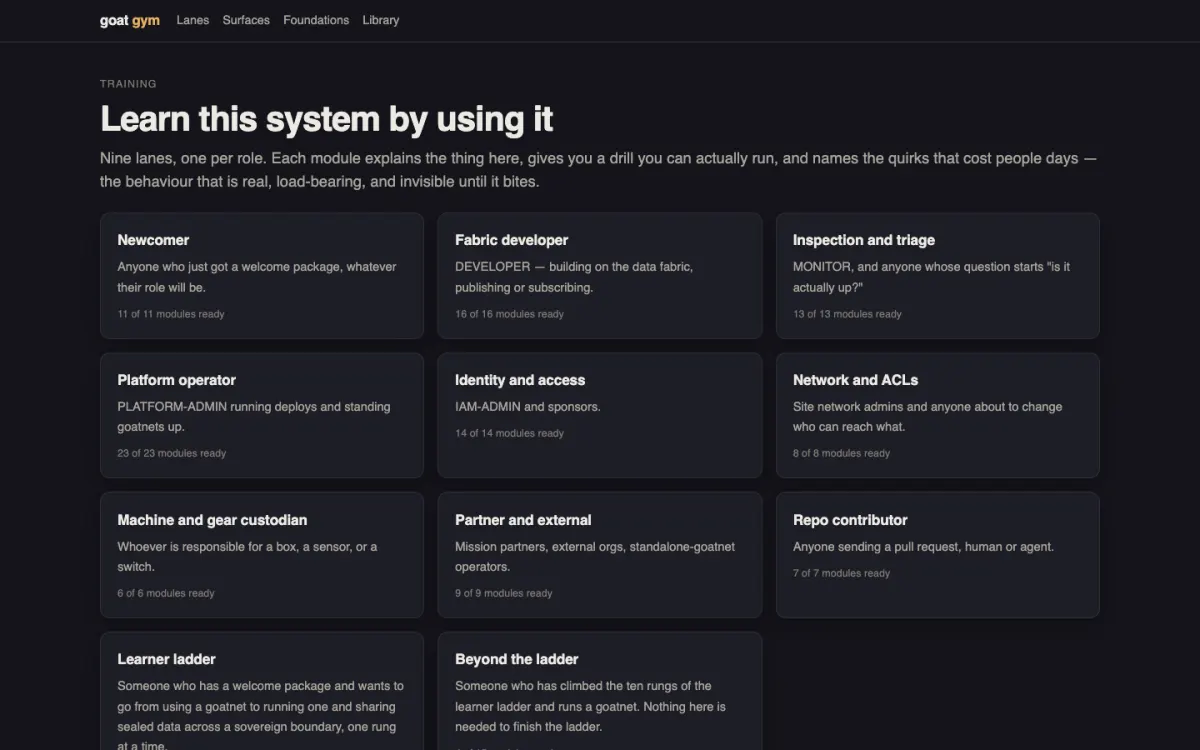 goat gym Lanes Surfaces Foundations Library
TRAINING
Learn this system by using it
Nine lanes, one per role. Each module explains the thing here, gives you a drill you can actually run, and names the quirks that cost people days —
the behaviour that is real, load-bearing, and invisible until it bites.
Newcomer
Anyone who just got a welcome package, whatever
their role will be.
11 of 11 modules ready
Fabric developer
DEVELOPER — building on the data fabric,
publishing or subscribing.
16 of 16 modules ready
Inspection and triage
MONITOR, and anyone whose question starts "is it
actually up?"
13 of 13 modules ready
Platform operator
PLATFORM-ADMIN running deploys and standing
goatnets up.
23 of 23 modules ready
Identity and access
IAM-ADMIN and sponsors.
14 of 14 modules ready
Network and ACLs
Site network admins and anyone about to change
who can reach what.
8 of 8 modules ready
Machine and gear custodian
Whoever is responsible for a box, a sensor, or a
switch.
6 of 6 modules ready
Partner and external
Mission partners, external orgs, standalone-goatnet
operators.
9 of 9 modules ready
Repo contributor
Anyone sending a pull request, human or agent.
7 of 7 modules ready
Learner ladder
Someone who has a welcome package and wants to
go from using a goatnet to running one and sharing
sealed data across a sovereign boundary, one rung
at a time.
Beyond the ladder
Someone who has climbed the ten rungs of the
learner ladder and runs a goatnet. Nothing here is
needed to finish the ladder.